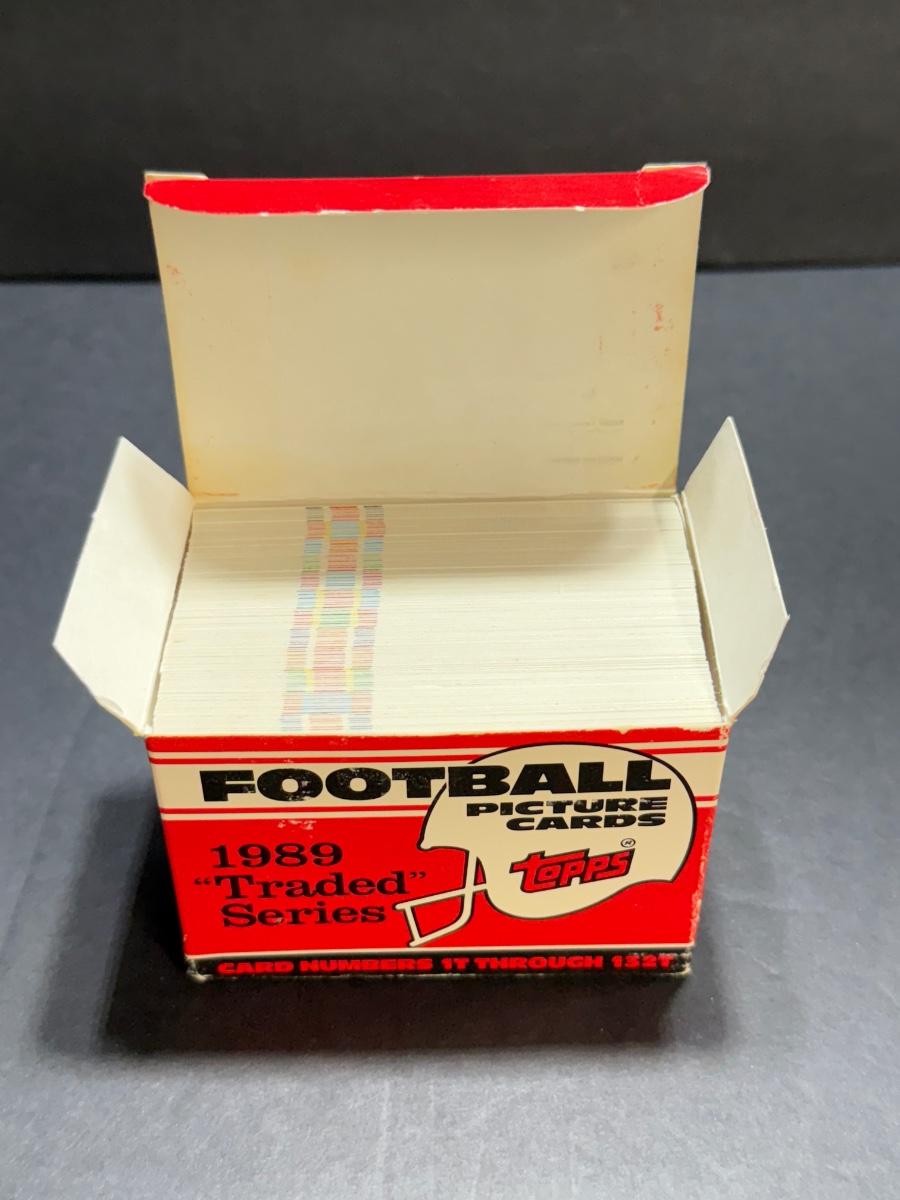 FOOTBALL
PICTURE
CARDS
topps®
1989
“Traded”
Series
CARD NUMBERS 1T THROUGH 132T